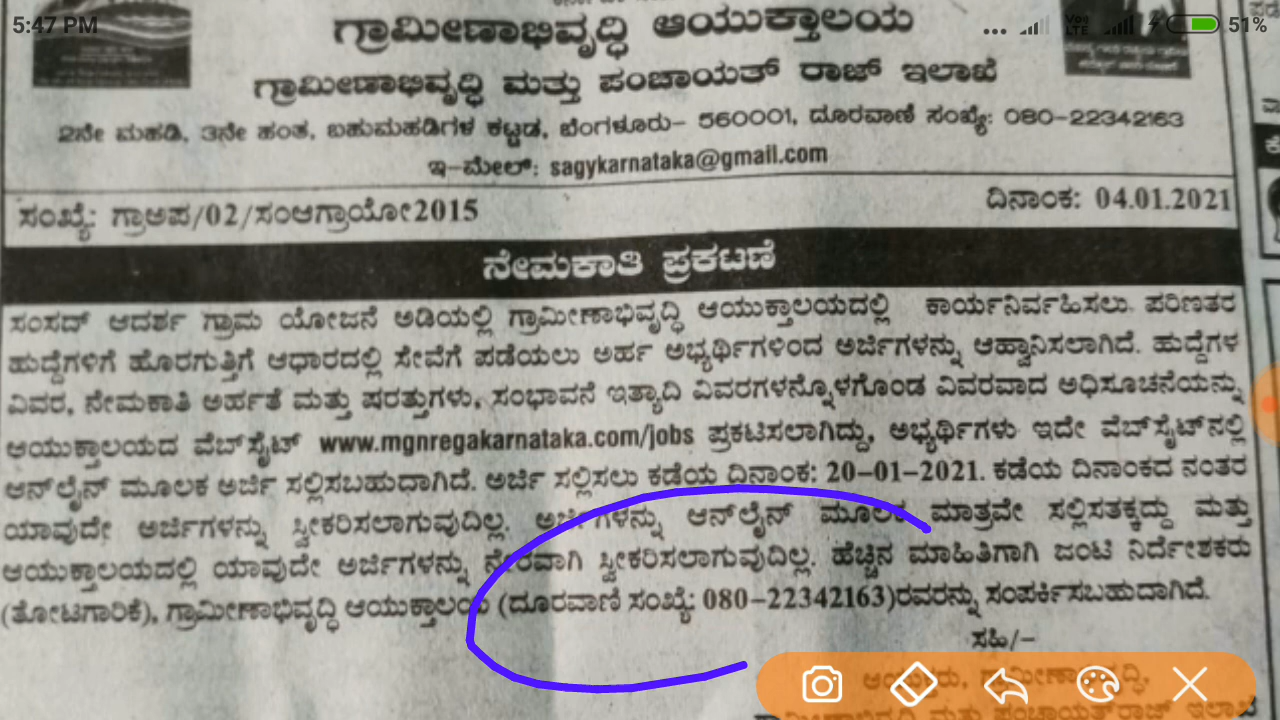 5:47 PM
51%
ಗ್ರಾಮೀಣಾಭಿವೃದ್ಧಿ ಆಯುಕ್ತಾಲಯ
ಗ್ರಾಮೀಣಾಭಿವೃದ್ಧಿ ಮತ್ತು ಪಂಚಾಯತ್ ರಾಜ್ ಇಲಾಖೆ
2ನೇ ಮಹಡಿ, 3ನೇ ಹಂತ, ಬಹುಮಹಡಿಗಳ ಕಟ್ಟಡ, ಬೆಂಗಳೂರು- 560001, ದೂರವಾಣಿ ಸಂಖ್ಯೆ: 080-22342163
ಇ-ಮೇಲ್: sagykarnataka@gmail.com
ಸಂಖ್ಯೆ: ಗ್ರಾಅಪ/02/ಸಂಆಗ್ರಾಯೋ2015 ದಿನಾಂಕ: 04.01.2021
ನೇಮಕಾತಿ ಪ್ರಕಟಣೆ
ಸಂಸದ್ ಆದರ್ಶ ಗ್ರಾಮ ಯೋಜನೆ ಅಡಿಯಲ್ಲಿ ಗ್ರಾಮೀಣಾಭಿವೃದ್ಧಿ ಆಯುಕ್ತಾಲಯದಲ್ಲಿ ಕಾರ್ಯನಿರ್ವಹಿಸಲು ಪರಿಣತರ
ಹುದ್ದೆಗಳಿಗೆ ಹೊರಗುತ್ತಿಗೆ ಆಧಾರದಲ್ಲಿ ಸೇವೆಗೆ ಪಡೆಯಲು ಅರ್ಹ ಅಭ್ಯರ್ಥಿಗಳಿಂದ ಅರ್ಜಿಗಳನ್ನು ಆಹ್ವಾನಿಸಲಾಗಿದೆ. ಹುದ್ದೆಗಳ
ವಿವರ, ನೇಮಕಾತಿ ಅರ್ಹತೆ ಮತ್ತು ಷರತ್ತುಗಳು, ಸಂಭಾವನೆ ಇತ್ಯಾದಿ ವಿವರಗಳನ್ನೊಳಗೊಂಡ ವಿವರವಾದ ಅಧಿಸೂಚನೆಯನ್ನು
ಆಯುಕ್ತಾಲಯದ ವೆಬ್‌ಸೈಟ್ www.mgnregakarnataka.com/jobs ಪ್ರಕಟಿಸಲಾಗಿದ್ದು, ಅಭ್ಯರ್ಥಿಗಳು ಇದೇ ವೆಬ್‌ಸೈಟ್‌ನಲ್ಲಿ
ಆನ್‌ಲೈನ್ ಮೂಲಕ ಅರ್ಜಿ ಸಲ್ಲಿಸಬಹುದಾಗಿದೆ. ಅರ್ಜಿ ಸಲ್ಲಿಸಲು ಕಡೆಯ ದಿನಾಂಕ: 20-01-2021. ಕಡೆಯ ದಿನಾಂಕದ ನಂತರ
ಯಾವುದೇ ಅರ್ಜಿಗಳನ್ನು ಸ್ವೀಕರಿಸಲಾಗುವುದಿಲ್ಲ. ಅರ್ಜಿಗಳನ್ನು ಆನ್‌ಲೈನ್ ಮೂಲಕ ಮಾತ್ರವೇ ಸಲ್ಲಿಸತಕ್ಕದ್ದು ಮತ್ತು
ಆಯುಕ್ತಾಲಯದಲ್ಲಿ ಯಾವುದೇ ಅರ್ಜಿಗಳನ್ನು ನೇರವಾಗಿ ಸ್ವೀಕರಿಸಲಾಗುವುದಿಲ್ಲ. ಹೆಚ್ಚಿನ ಮಾಹಿತಿಗಾಗಿ ಜಂಟಿ ನಿರ್ದೇಶಕರು
(ತೋಟಗಾರಿಕೆ), ಗ್ರಾಮೀಣಾಭಿವೃದ್ಧಿ ಆಯುಕ್ತಾಲಯ (ದೂರವಾಣಿ ಸಂಖ್ಯೆ: 080-22342163)ರವರನ್ನು ಸಂಪರ್ಕಿಸಬಹುದಾಗಿದೆ.
ಸಹಿ/-